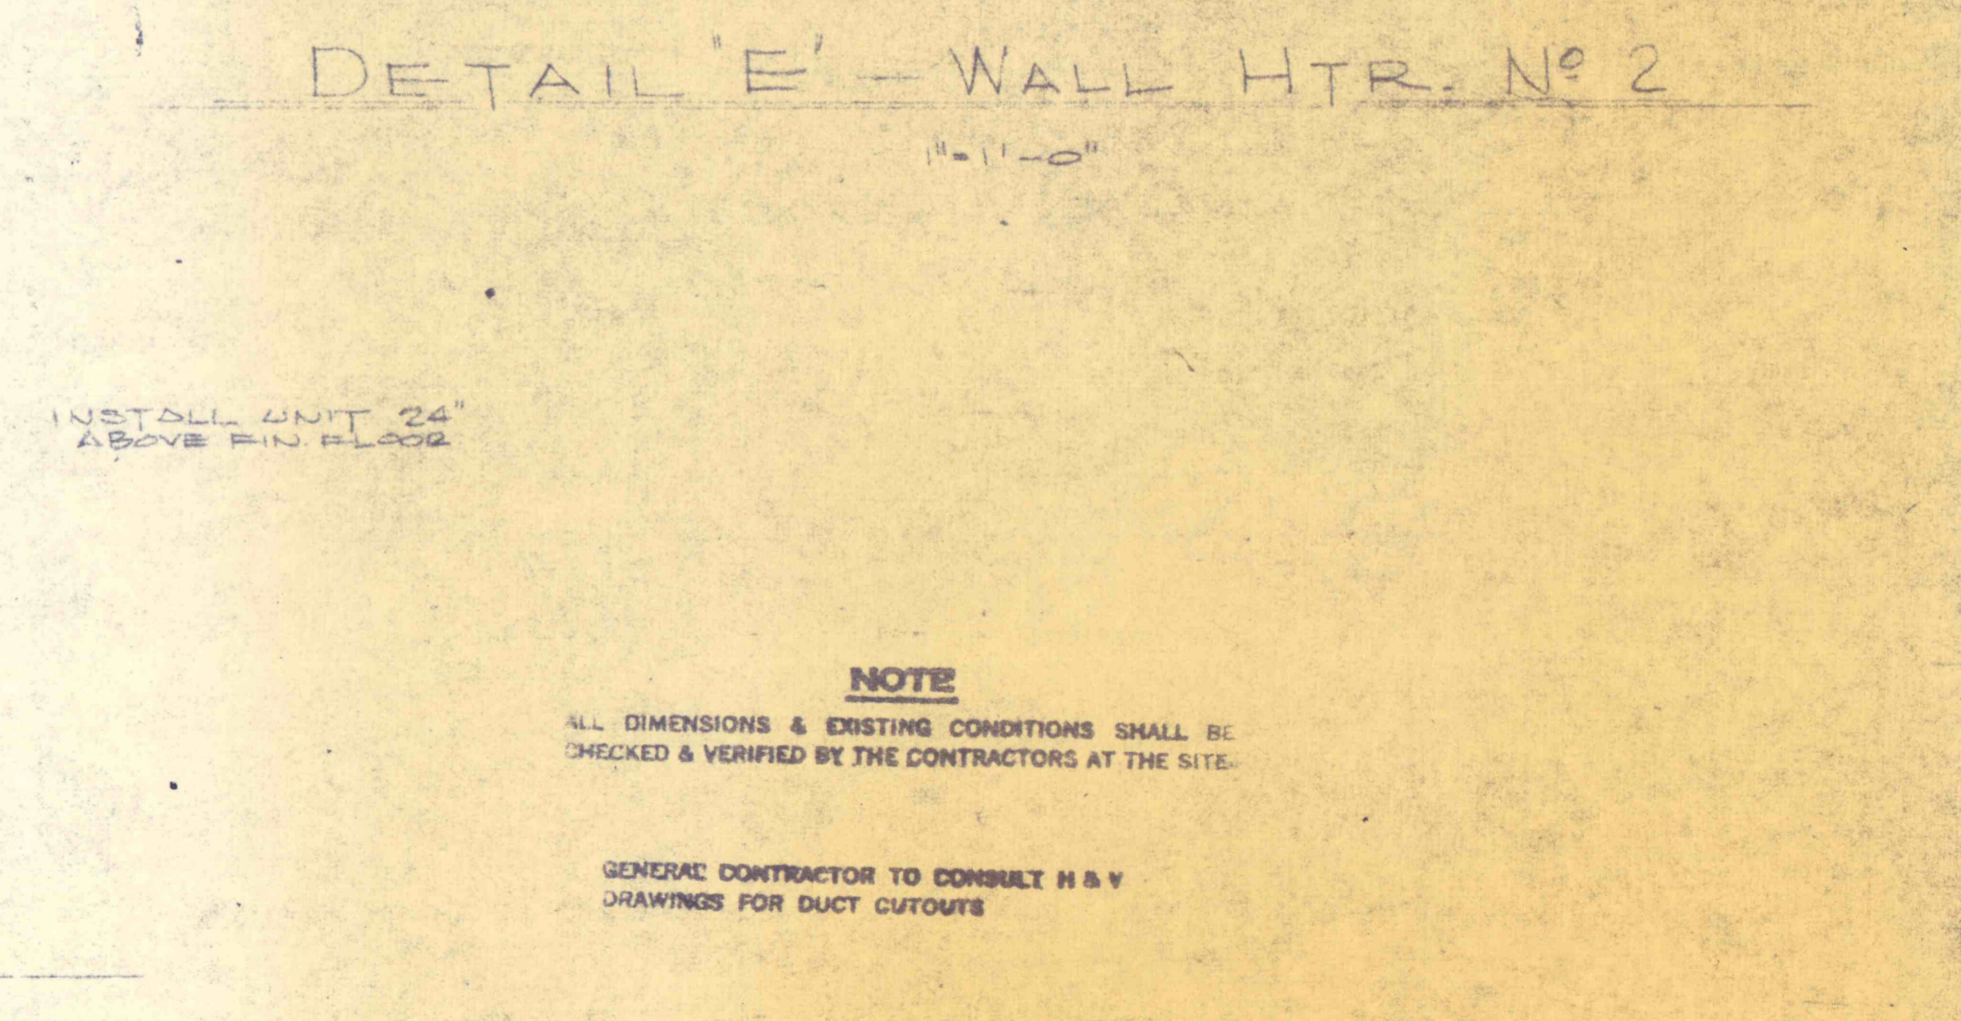 DETAIL "E" — WALL HTR. Nº 2
1"-1'-0"
INSTALL UNIT 24"
ABOVE FIN. FLOOR
NOTE
ALL DIMENSIONS & EXISTING CONDITIONS SHALL BE
CHECKED & VERIFIED BY THE CONTRACTORS AT THE SITE.
GENERAL CONTRACTOR TO CONSULT H & V
DRAWINGS FOR DUCT CUTOUTS